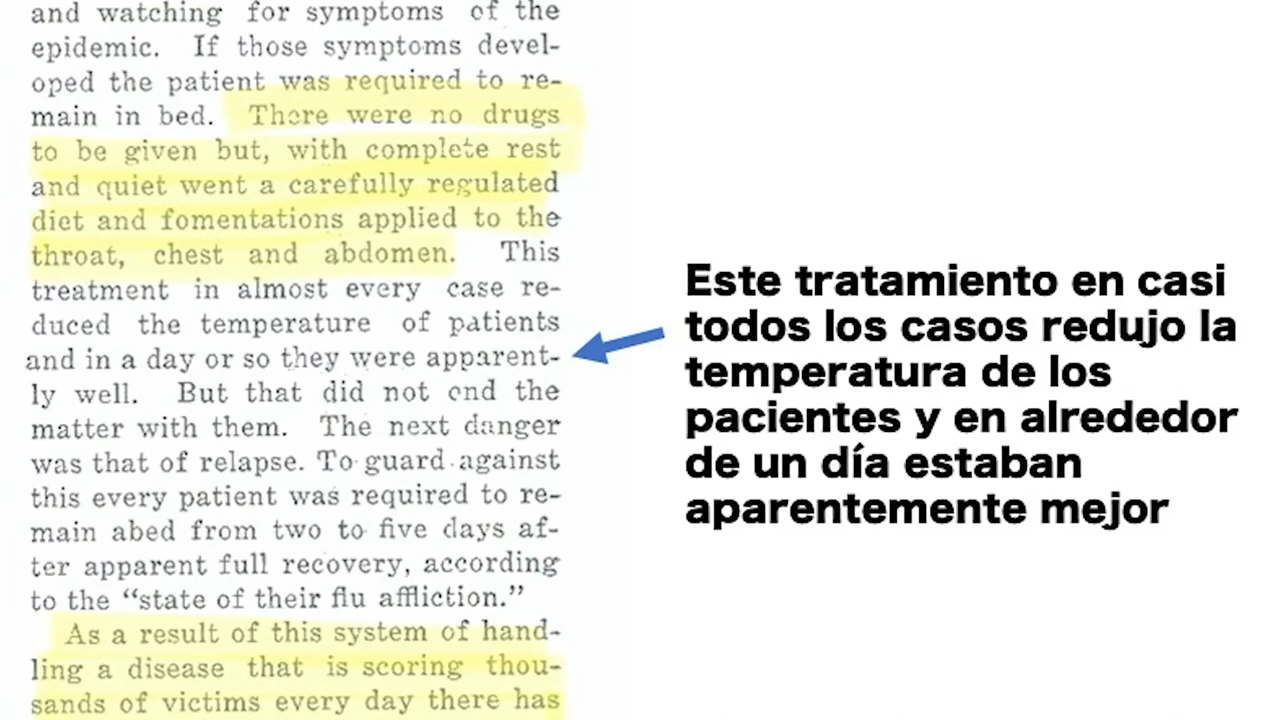 and watching for symptoms of the
epidemic. If those symptoms devel-
oped the patient was required to re-
main in bed. There were no drugs
to be given but, with complete rest
and quiet went a carefully regulated
diet and fomentations applied to the
throat, chest and abdomen. This
treatment in almost every case re-
duced the temperature of patients
and in a day or so they were apparent-
ly well. But that did not end the
matter with them. The next danger
was that of relapse. To guard against
this every patient was required to re-
main abed from two to five days af-
ter apparent full recovery, according
to the “state of their flu affliction.”
As a result of this system of hand-
ling a disease that is scoring thou-
sands of victims every day there has
Este tratamiento en casi
todos los casos redujo la
temperatura de los
pacientes y en alrededor
de un día estaban
aparentemente mejor